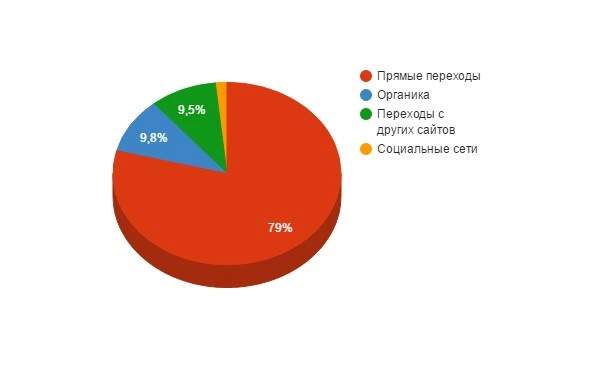 Прямые переходы
Органика
Переходы с
других сайтов
Социальные сети
9,5%
9,8%
79%